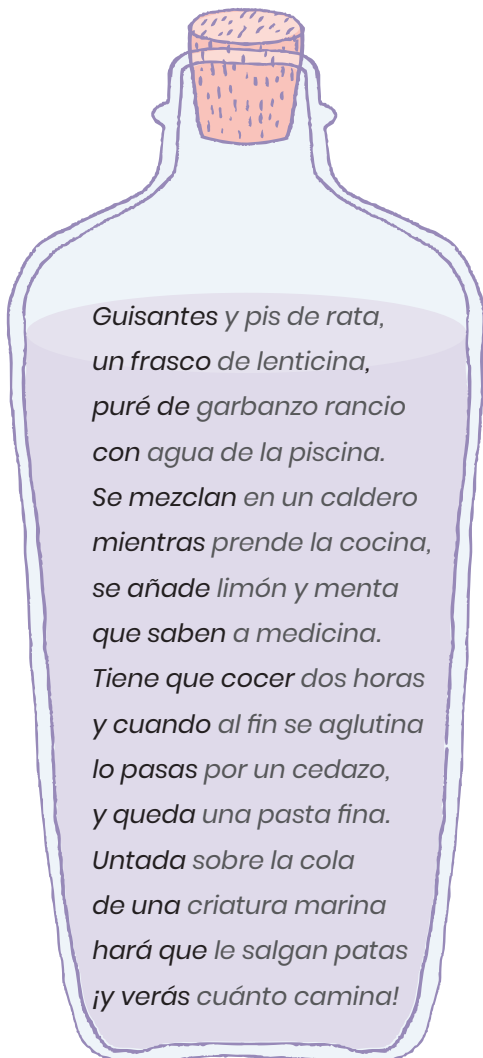 Guisantes y pis de rata,
un frasco de lenticina,
puré de garbanzo rancio
con agua de la piscina.
Se mezclan en un caldero
mientras prende la cocina,
se añade limón y menta
que saben a medicina.
Tiene que cocer dos horas
y cuando al fin se aglutina
lo pasas por un cedazo,
y queda una pasta fina.
Untada sobre la cola
de una criatura marina
hará que le salgan patas
¡y verás cuánto camina!